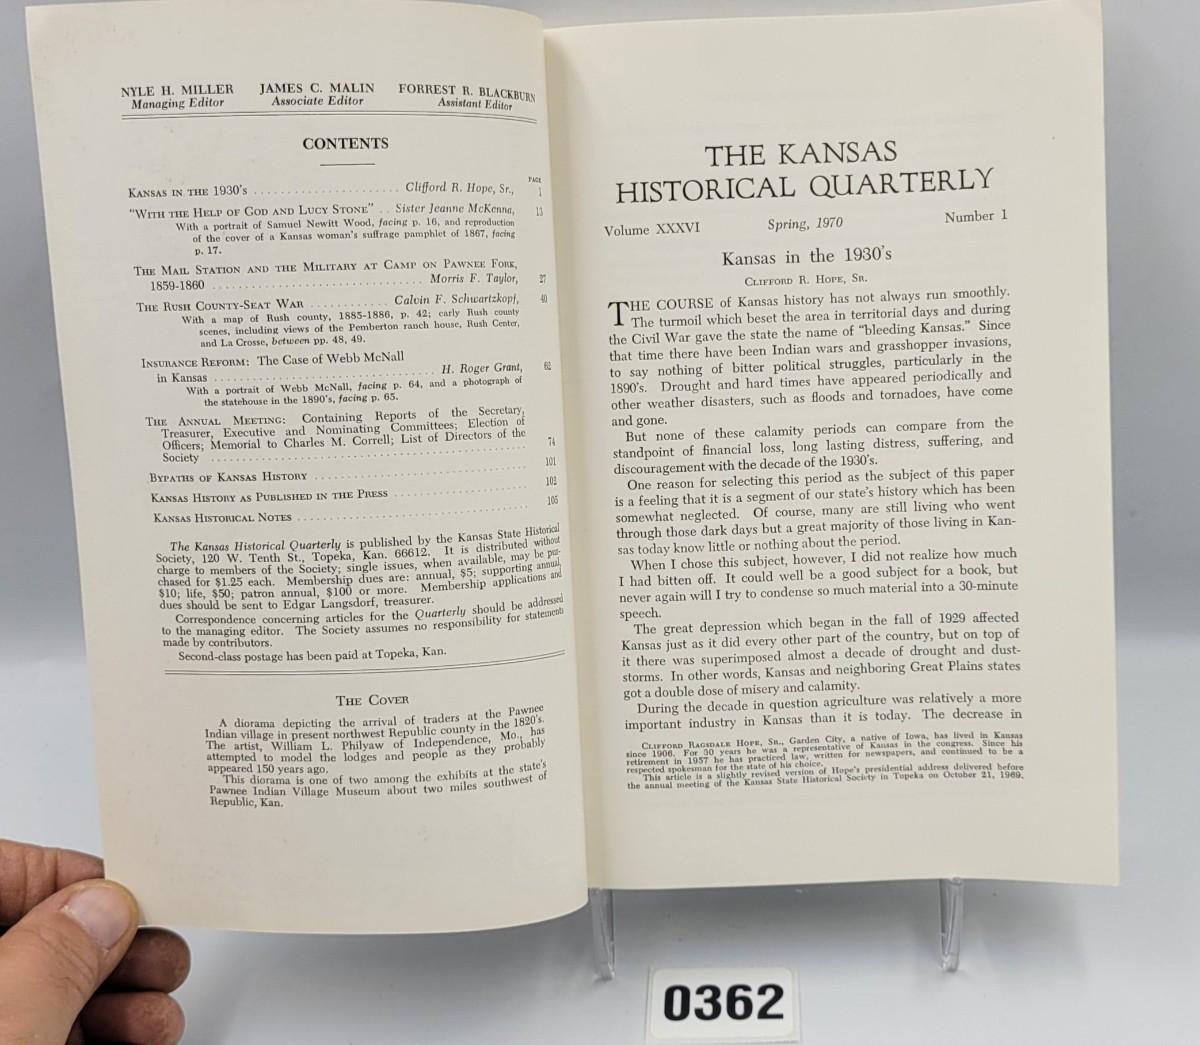 NYLE H. MILLER JAMES C. MALIN FORREST R. BLACKBURN
Managing Editor Associate Editor Assistant Editor
CONTENTS
PAGE
KANSAS IN THE 1930's . . . . . . . . . . . . . . . . . . . . . Clifford R. Hope, Sr., 1
"WITH THE HELP OF GOD AND LUCY STONE" . . Sister Jeanne McKenna, 13
With a portrait of Samuel Newitt Wood, facing p. 16, and reproduction
of the cover of a Kansas woman's suffrage pamphlet of 1867, facing
p. 17.
THE MAIL STATION AND THE MILITARY AT CAMP ON PAWNEE FORK,
1859-1860 . . . . . . . . . . . . . . . . . . . . . . . . . . . . . . Morris F. Taylor, 27
THE RUSH COUNTY-SEAT WAR . . . . . . . . . . . Calvin F. Schwartzkopf, 40
With a map of Rush county, 1885-1886, p. 42; early Rush county
scenes, including views of the Pemberton ranch house, Rush Center,
and La Crosse, between pp. 48, 49.
INSURANCE REFORM: The Case of Webb McNall
in Kansas . . . . . . . . . . . . . . . . . . . . . . . . . . . . . . . . H. Roger Grant, 62
With a portrait of Webb McNall, facing p. 64, and a photograph of
the statehouse in the 1890's, facing p. 65.
THE ANNUAL MEETING: Containing Reports of the Secretary,
Treasurer, Executive and Nominating Committees; Election of
Officers; Memorial to Charles M. Correll; List of Directors of the
Society . . . . . . . . . . . . . . . . . . . . . . . . . . . . . . . . . . . . . . . . . . . . . . 74
BYPATHS OF KANSAS HISTORY . . . . . . . . . . . . . . . . . . . . . . . . . . . . . . . 101
KANSAS HISTORY AS PUBLISHED IN THE PRESS . . . . . . . . . . . . . . . . . . . 102
KANSAS HISTORICAL NOTES . . . . . . . . . . . . . . . . . . . . . . . . . . . . . . . . . 105
The Kansas Historical Quarterly is published by the Kansas State Historical
Society, 120 W. Tenth St., Topeka, Kan. 66612. It is distributed without
charge to members of the Society; single issues, when available, may be pur-
chased for $1.25 each. Membership dues are: annual, $5; supporting annual,
$10; life, $50; patron annual, $100 or more. Membership applications and
dues should be sent to Edgar Langsdorf, treasurer.
Correspondence concerning articles for the Quarterly should be addressed
to the managing editor. The Society assumes no responsibility for statements
made by contributors.
Second-class postage has been paid at Topeka, Kan.
THE COVER
A diorama depicting the arrival of traders at the Pawnee
Indian village in present northwest Republic county in the 1820's.
The artist, William L. Philyaw of Independence, Mo., has
attempted to model the lodges and people as they probably
appeared 150 years ago.
This diorama is one of two among the exhibits at the state's
Pawnee Indian Village Museum about two miles southwest of
Republic, Kan.
THE KANSAS
HISTORICAL QUARTERLY
Volume XXXVI Spring, 1970 Number 1
Kansas in the 1930's
CLIFFORD R. HOPE, SR.
THE COURSE of Kansas history has not always run smoothly.
The turmoil which beset the area in territorial days and during
the Civil War gave the state the name of "bleeding Kansas." Since
that time there have been Indian wars and grasshopper invasions,
to say nothing of bitter political struggles, particularly in the
1890's. Drought and hard times have appeared periodically and
other weather disasters, such as floods and tornadoes, have come
and gone.
But none of these calamity periods can compare from the
standpoint of financial loss, long lasting distress, suffering, and
discouragement with the decade of the 1930's.
One reason for selecting this period as the subject of this paper
is a feeling that it is a segment of our state's history which has been
somewhat neglected. Of course, many are still living who went
through those dark days but a great majority of those living in Kan-
sas today know little or nothing about the period.
When I chose this subject, however, I did not realize how much
I had bitten off. It could well be a good subject for a book, but
never again will I try to condense so much material into a 30-minute
speech.
The great depression which began in the fall of 1929 affected
Kansas just as it did every other part of the country, but on top of
it there was superimposed almost a decade of drought and dust-
storms. In other words, Kansas and neighboring Great Plains states
got a double dose of misery and calamity.
During the decade in question agriculture was relatively a more
important industry in Kansas than it is today. The decrease in
CLIFFORD RAGSDALE HOPE, SR., Garden City, a native of Iowa, has lived in Kansas
since 1906. For 30 years he was a representative of Kansas in the congress. Since his
retirement in 1957 he has practiced law, written for newspapers, and continued to be a
respected spokesman for the state of his choice.
This article is a slightly revised version of Hope's presidential address delivered before
the annual meeting of the Kansas State Historical Society in Topeka on October 21, 1969.
0362